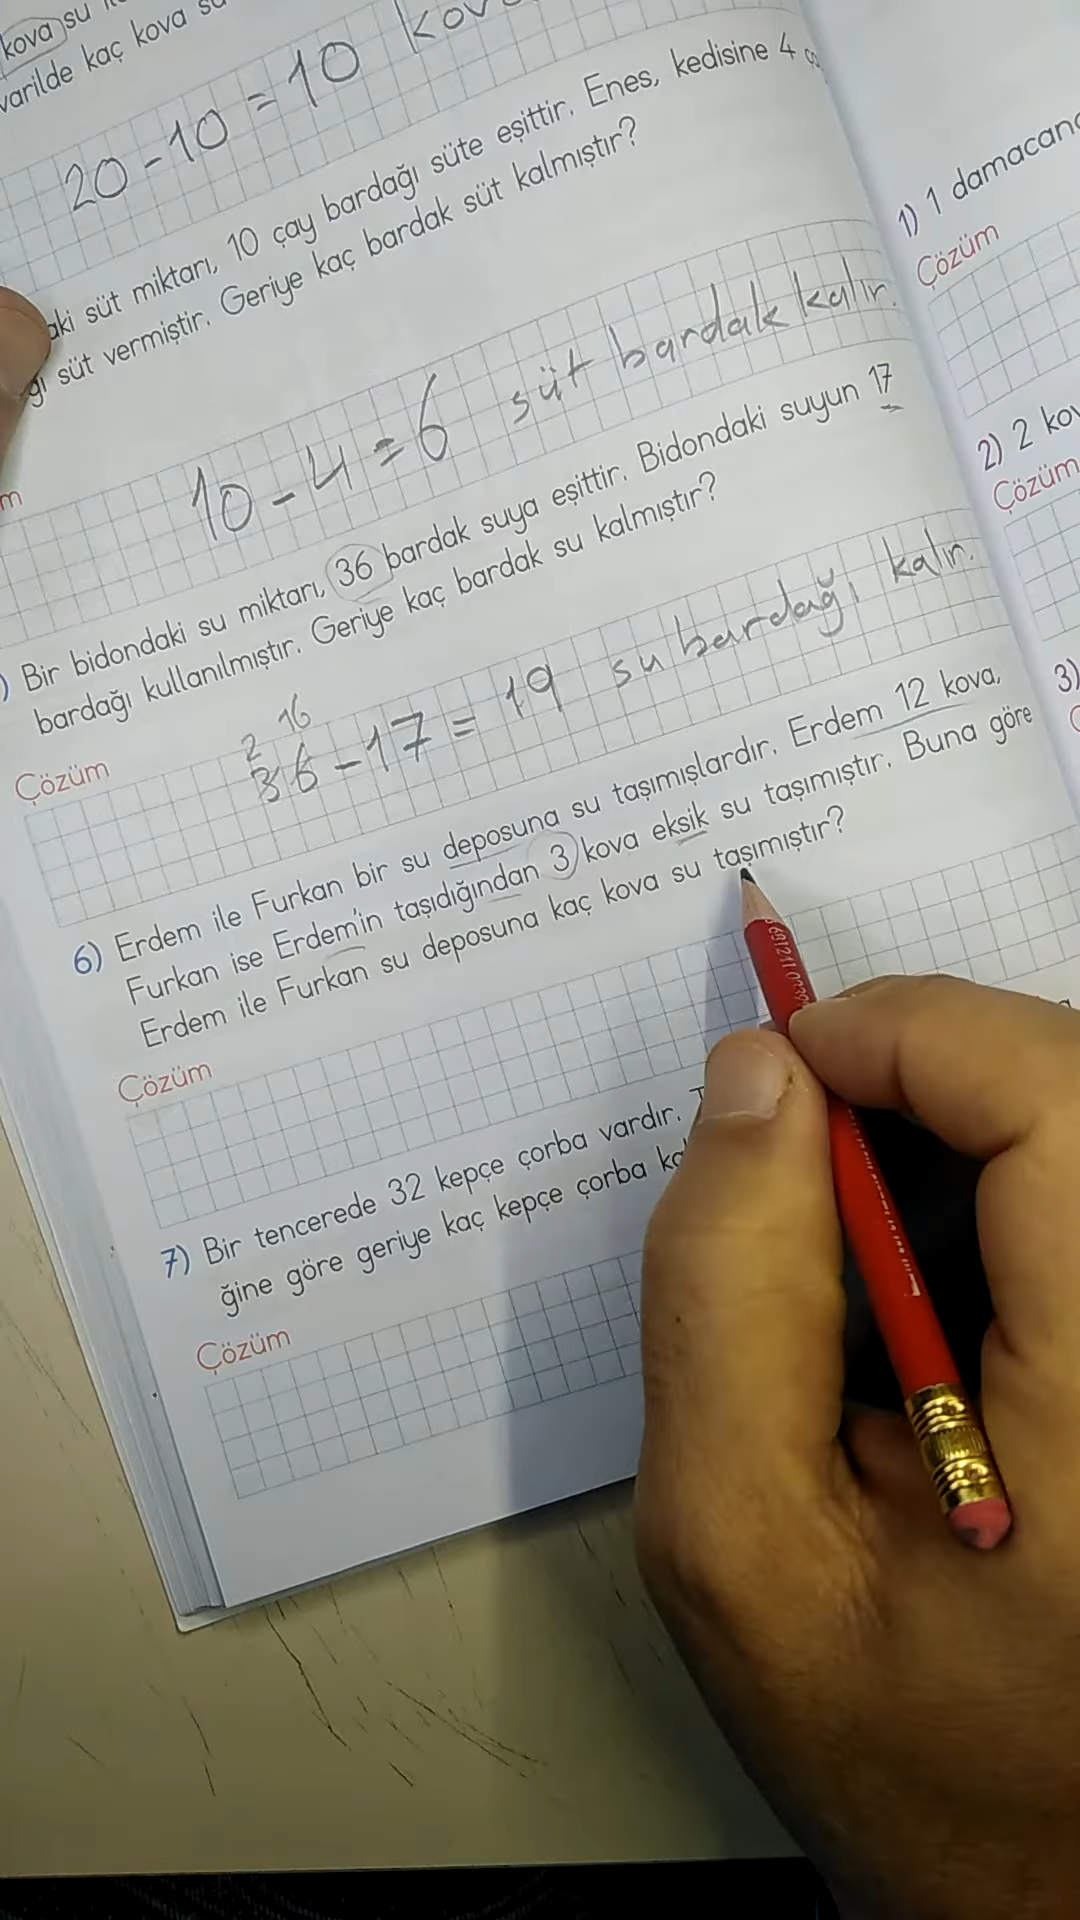 kova su
varilde kaç kova su
20-10=10 kova
aki süt miktarı, 10 çay bardağı süte eşittir. Enes, kedisine 4
ğı süt vermiştir. Geriye kaç bardak süt kalmıştır?
10-4=6 süt bardak kalır.
Bir bidondaki su miktarı, 36 bardak suya eşittir. Bidondaki suyun 17
bardağı kullanılmıştır. Geriye kaç bardak su kalmıştır?
Çözüm
2 16
36-17=19 su bardağı kalır.
6) Erdem ile Furkan bir su deposuna su taşımışlardır. Erdem 12 kova,
Furkan ise Erdem'in taşıdığından 3 kova eksik su taşımıştır. Buna göre
Erdem ile Furkan su deposuna kaç kova su taşımıştır?
Çözüm
7) Bir tencerede 32 kepçe çorba vardır.
ğine göre geriye kaç kepçe çorba
Çözüm
1) 1 damacana
Çözüm
2) 2 kov
Çözüm
3)